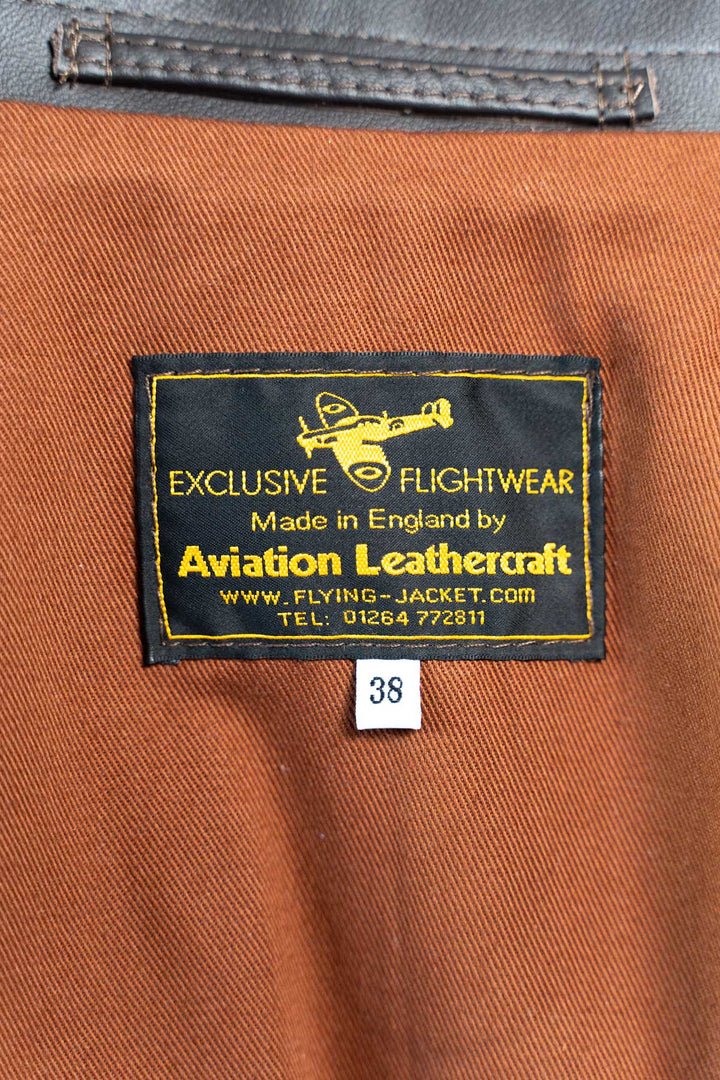 EXCLUSIVE FLIGHTWEAR
Made in England by
Aviation Leathercraft
WWW.FLYING-JACKET.COM
TEL: 01264 772811
38